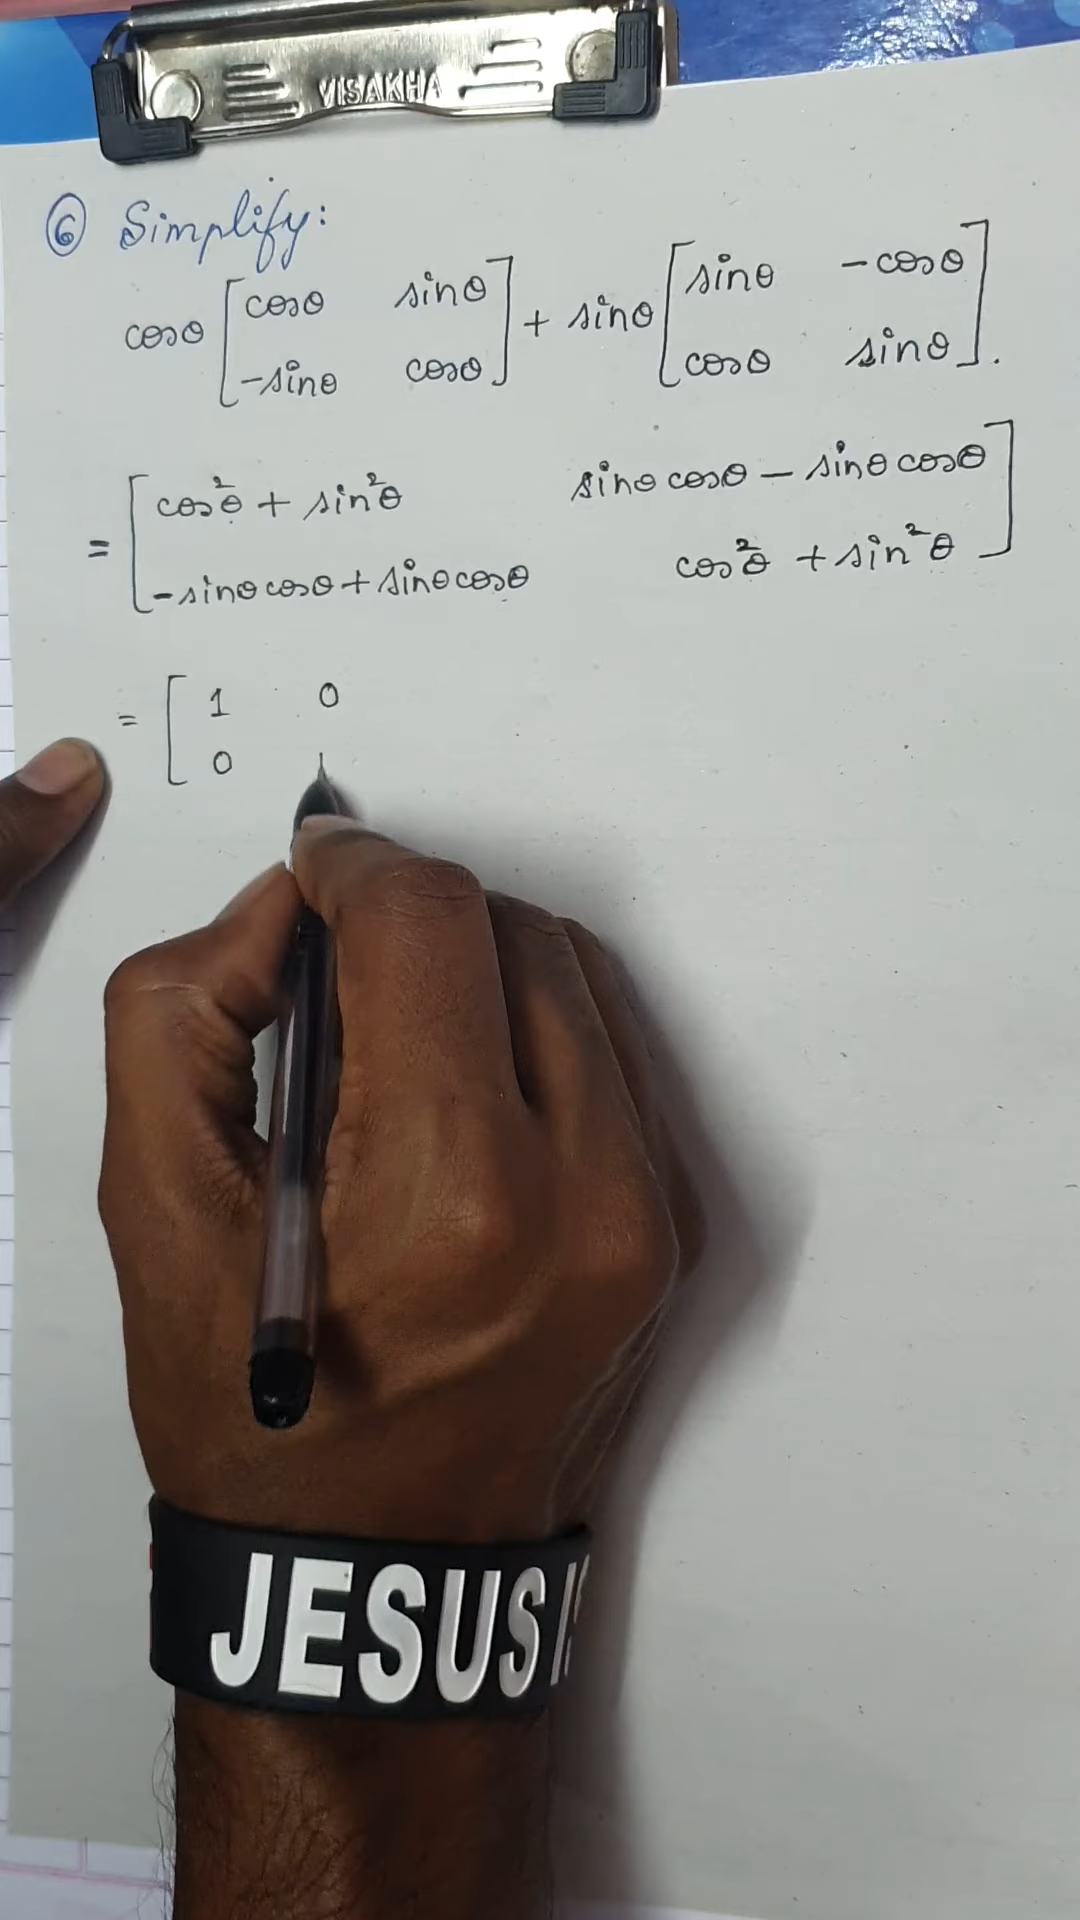 VISAKHA
⑥ Simplify:
cosθ [ cosθ sinθ ] + sinθ [ sinθ -cosθ ]
[ -sinθ cosθ ] [ cosθ sinθ ].
= [ cos²θ + sin²θ sinθ cosθ - sinθ cosθ ]
[ -sinθ cosθ + sinθ cosθ cos²θ + sin²θ ]
= [ 1 0
0 1
JESUS